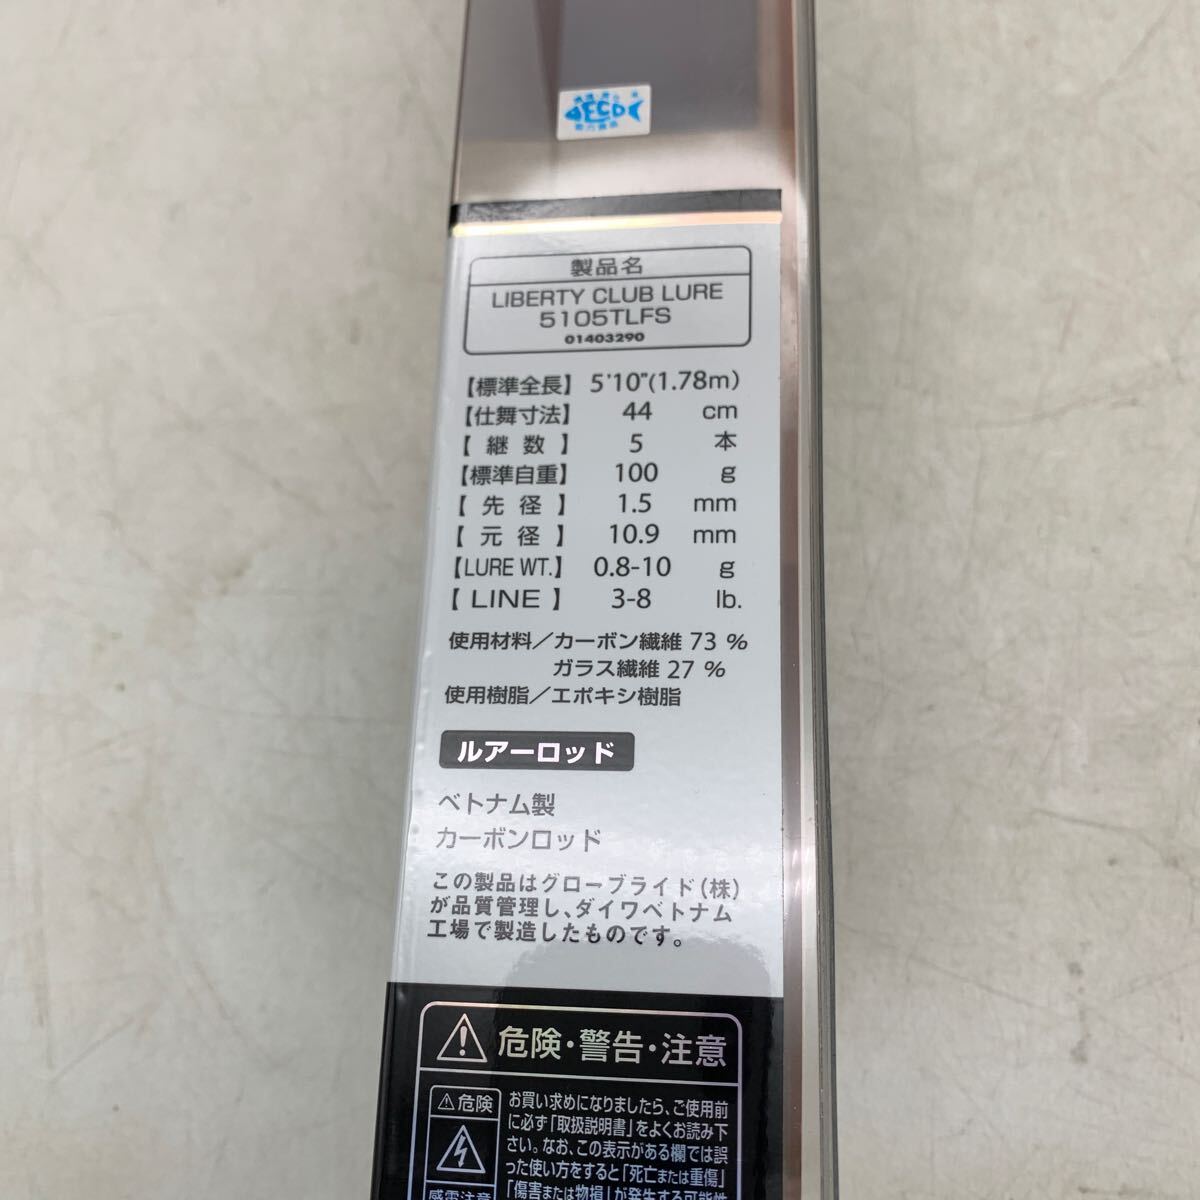 ECO
製品名
LIBERTY CLUB LURE
5105TLFS
01403290
【標準全長】 5'10"(1.78m)
【仕舞寸法】 44 cm
【 継 数 】 5 本
【標準自重】 100 g
【 先 径 】 1.5 mm
【 元 径 】 10.9 mm
【LURE WT.】 0.8-10 g
【 LINE 】 3-8 lb.
使用材料／カーボン繊維 73 %
ガラス繊維 27 %
使用樹脂／エポキシ樹脂
ルアーロッド
ベトナム製
カーボンロッド
この製品はグローブライド(株)
が品質管理し、ダイワベトナム
工場で製造したものです。
危険・警告・注意
危険
感電注意
お買い求めになりましたら、ご使用前
に必ず「取扱説明書」をよくお読み下
さい。なお、この表示がある欄では誤
った使い方をすると「死亡または重傷」
「傷害または物損」が発生する可能性